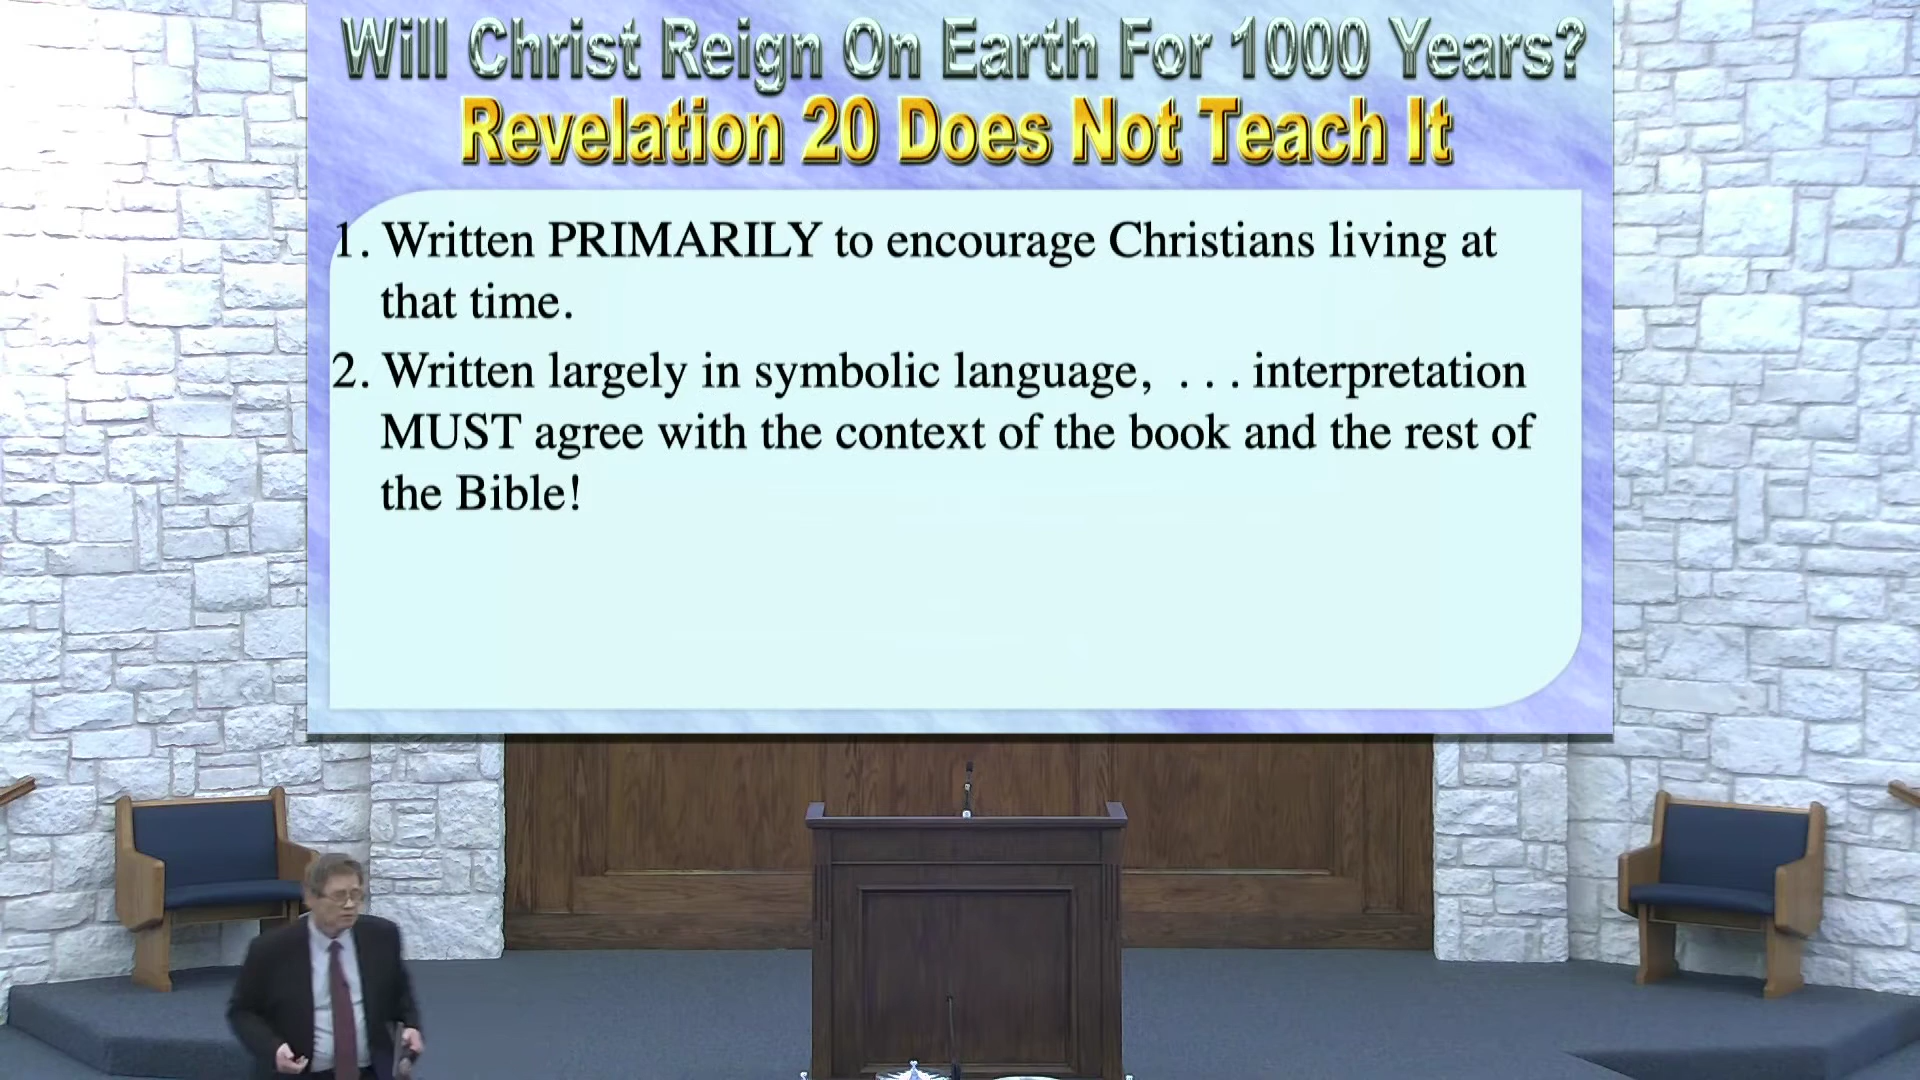 Will Christ Reign On Earth For 1000 Years?
Revelation 20 Does Not Teach It
1. Written PRIMARILY to encourage Christians living at
that time.
2. Written largely in symbolic language, . . . interpretation
MUST agree with the context of the book and the rest of
the Bible!